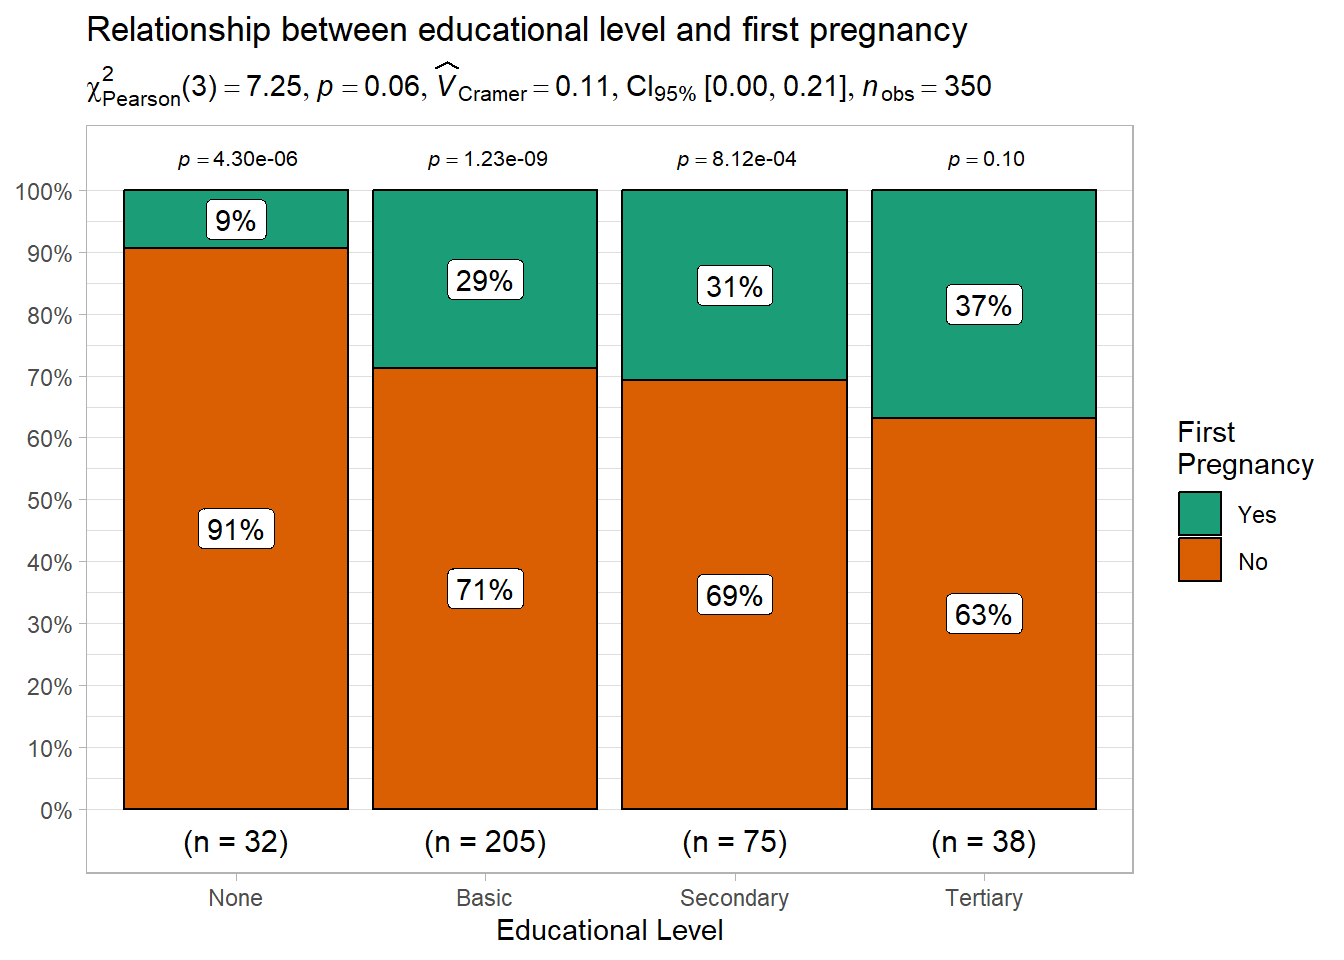 Relationship between educational level and first pregnancy
χ²Pearson(3) = 7.25, p = 0.06, V̂Cramer = 0.11, CI95% [0.00, 0.21], nobs = 350
p = 4.30e-06 p = 1.23e-09 p = 8.12e-04 p = 0.10
100%
9%
90%
29% 31%
80%
37%
70%
60%
50%
91%
40%
71% 69%
63%
30%
20%
10%
0%
(n = 32) (n = 205) (n = 75) (n = 38)
None Basic Secondary Tertiary
Educational Level
First
Pregnancy
Yes
No